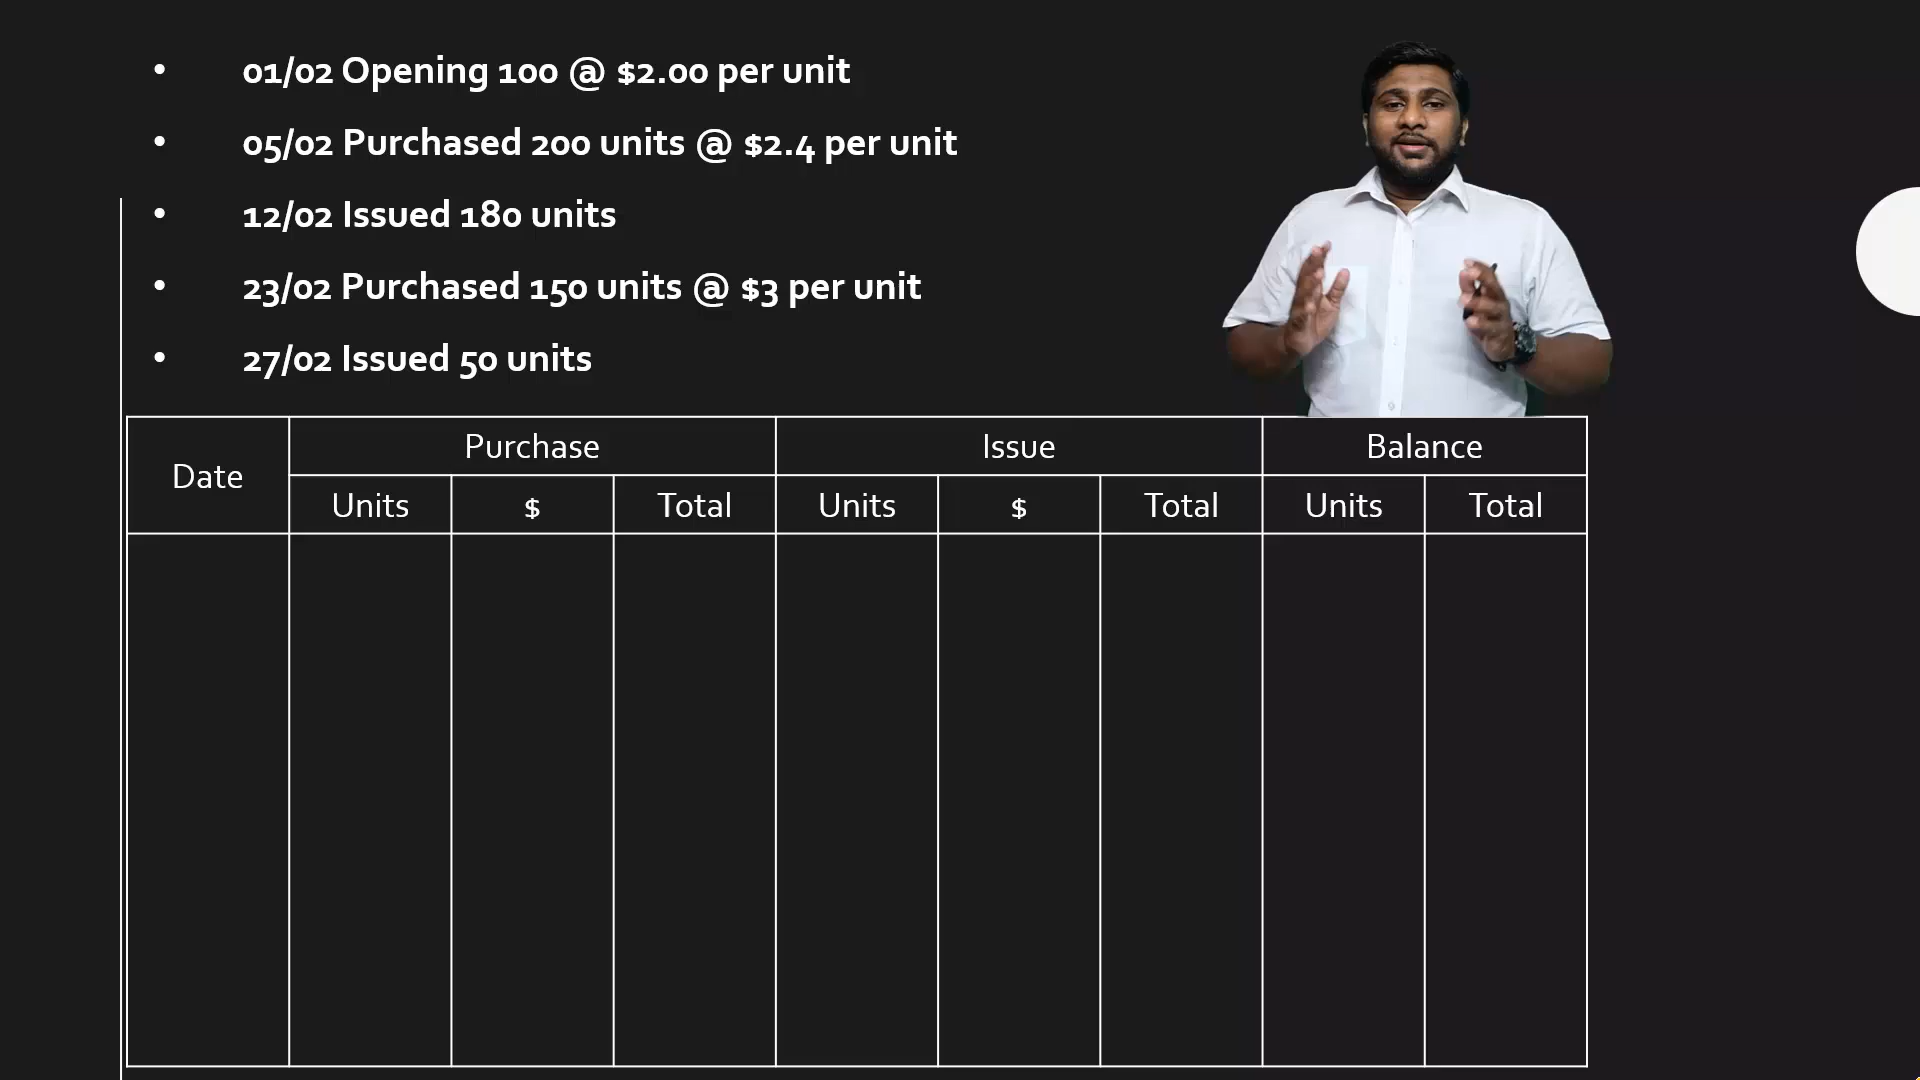 • 01/02 Opening 100 @ $2.00 per unit
• 05/02 Purchased 200 units @ $2.4 per unit
• 12/02 Issued 180 units
• 23/02 Purchased 150 units @ $3 per unit
• 27/02 Issued 50 units
Date Purchase Issue Balance
Units $ Total Units $ Total Units Total